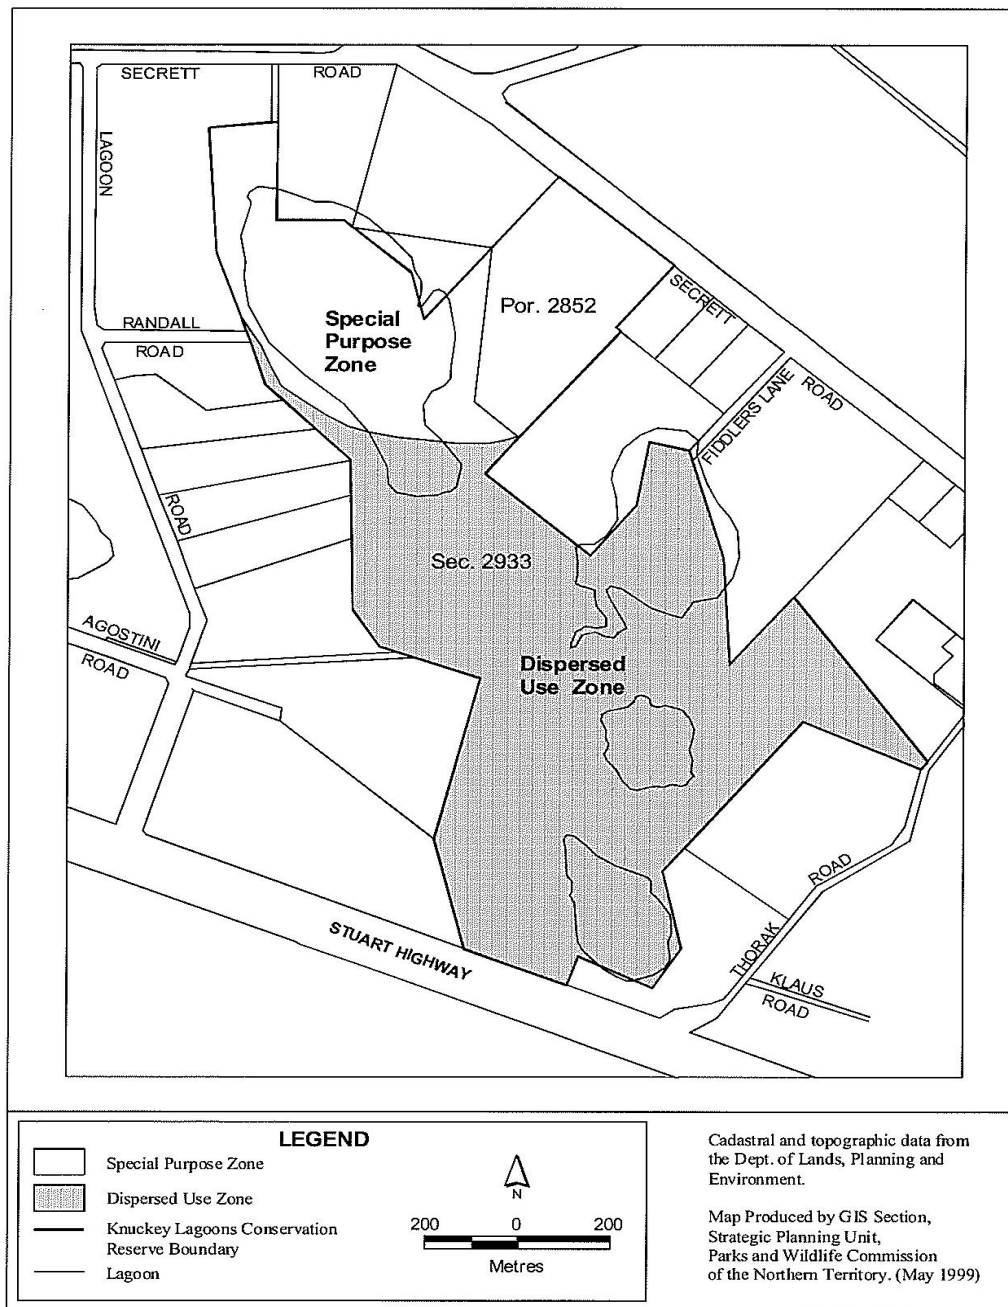 SECRETT ROAD
LAGOON
RANDALL
ROAD
Special
Purpose
Zone
Por. 2852
SECRETT
ROAD
FIDDLERS LANE
ROAD
Sec. 2933
AGOSTINI
ROAD
Dispersed
Use Zone
STUART HIGHWAY
THORAK
ROAD
KLAUS
ROAD
LEGEND
Special Purpose Zone
Dispersed Use Zone
Knuckey Lagoons Conservation
Reserve Boundary
Lagoon
N
200 0 200
Metres
Cadastral and topographic data from
the Dept. of Lands, Planning and
Environment.
Map Produced by GIS Section,
Strategic Planning Unit,
Parks and Wildlife Commission
of the Northern Territory. (May 1999)